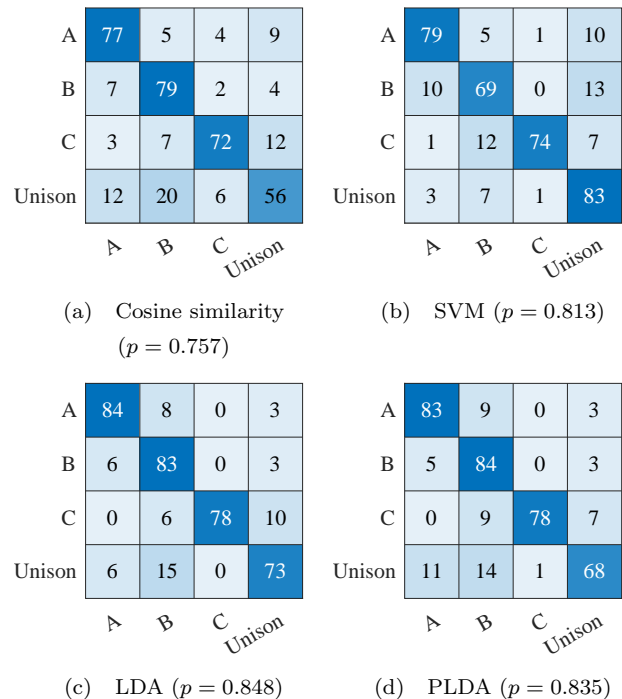 A 77 5 4 9 A 79 5 1 10
B 7 79 2 4 B 10 69 0 13
C 3 7 72 12 C 1 12 74 7
Unison 12 20 6 56 Unison 3 7 1 83
A B C Unison A B C Unison
(a) Cosine similarity (b) SVM (p = 0.813)
(p = 0.757)
A 84 8 0 3 A 83 9 0 3
B 6 83 0 3 B 5 84 0 3
C 0 6 78 10 C 0 9 78 7
Unison 6 15 0 73 Unison 11 14 1 68
A B C Unison A B C Unison
(c) LDA (p = 0.848) (d) PLDA (p = 0.835)